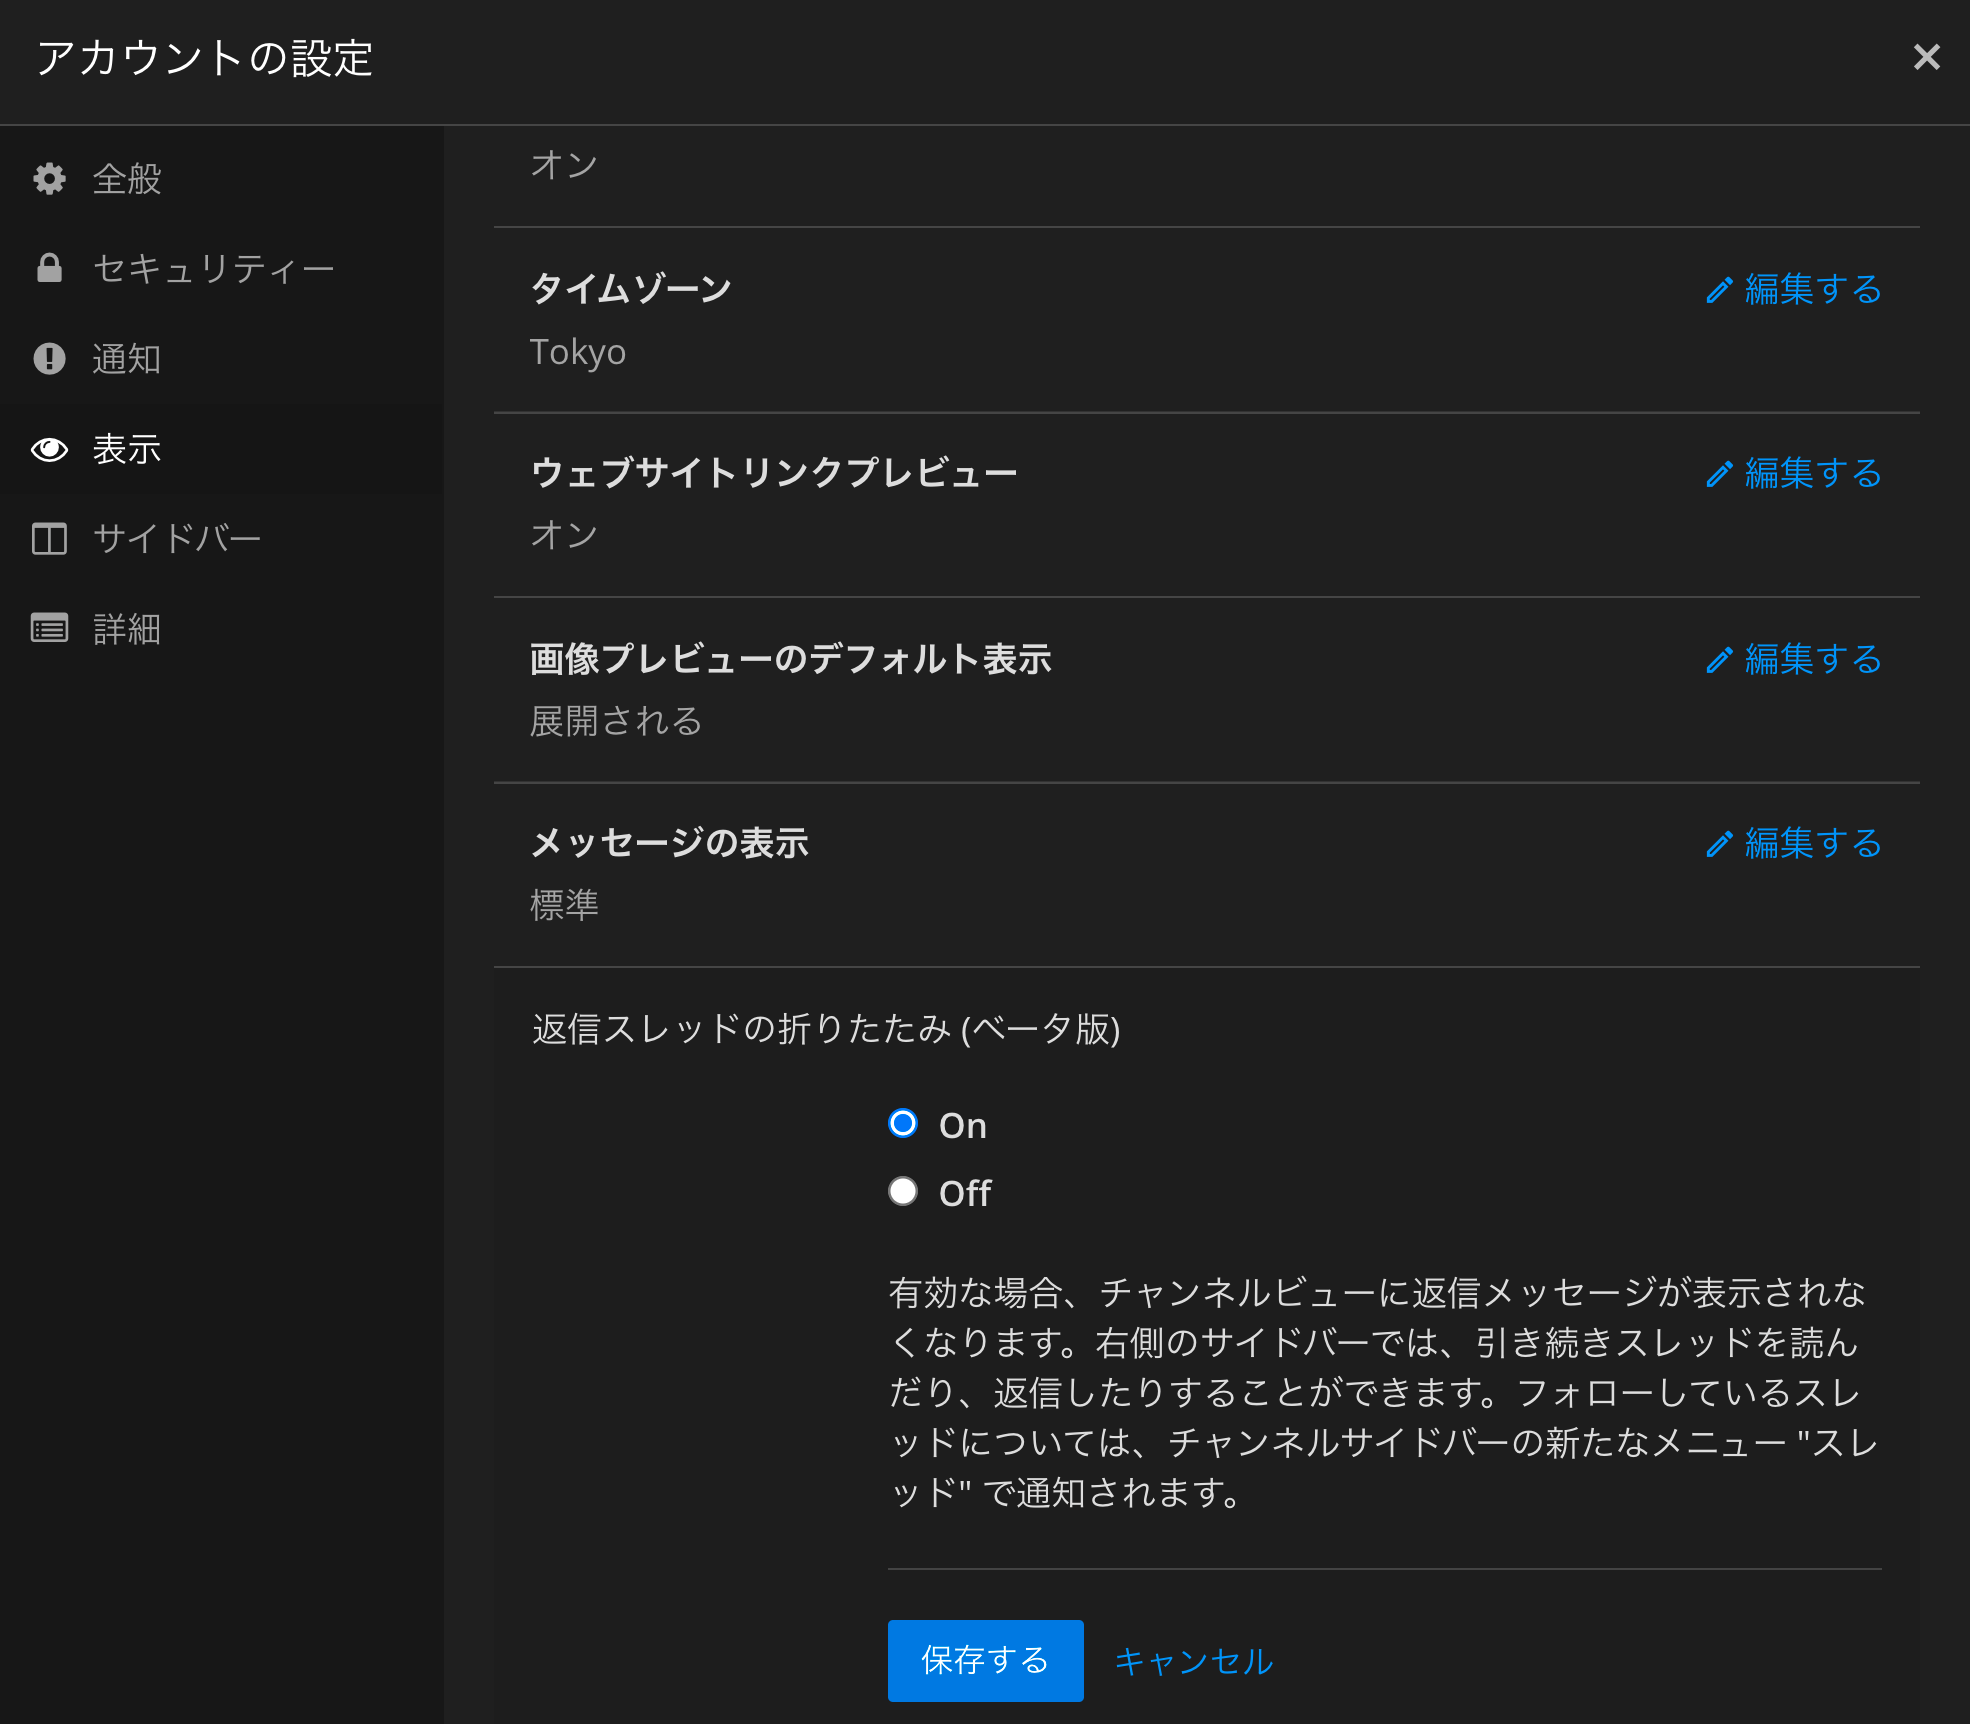 アカウントの設定
全般
セキュリティー
通知
表示
サイドバー
詳細
オン
タイムゾーン
編集する
Tokyo
ウェブサイトリンクプレビュー
編集する
オン
画像プレビューのデフォルト表示
編集する
展開される
メッセージの表示
編集する
標準
返信スレッドの折りたたみ (ベータ版)
On
Off
有効な場合、チャンネルビューに返信メッセージが表示されな
くなります。右側のサイドバーでは、引き続きスレッドを読ん
だり、返信したりすることができます。フォローしているスレ
ッドについては、チャンネルサイドバーの新たなメニュー "スレ
ッド" で通知されます。
保存する
キャンセル